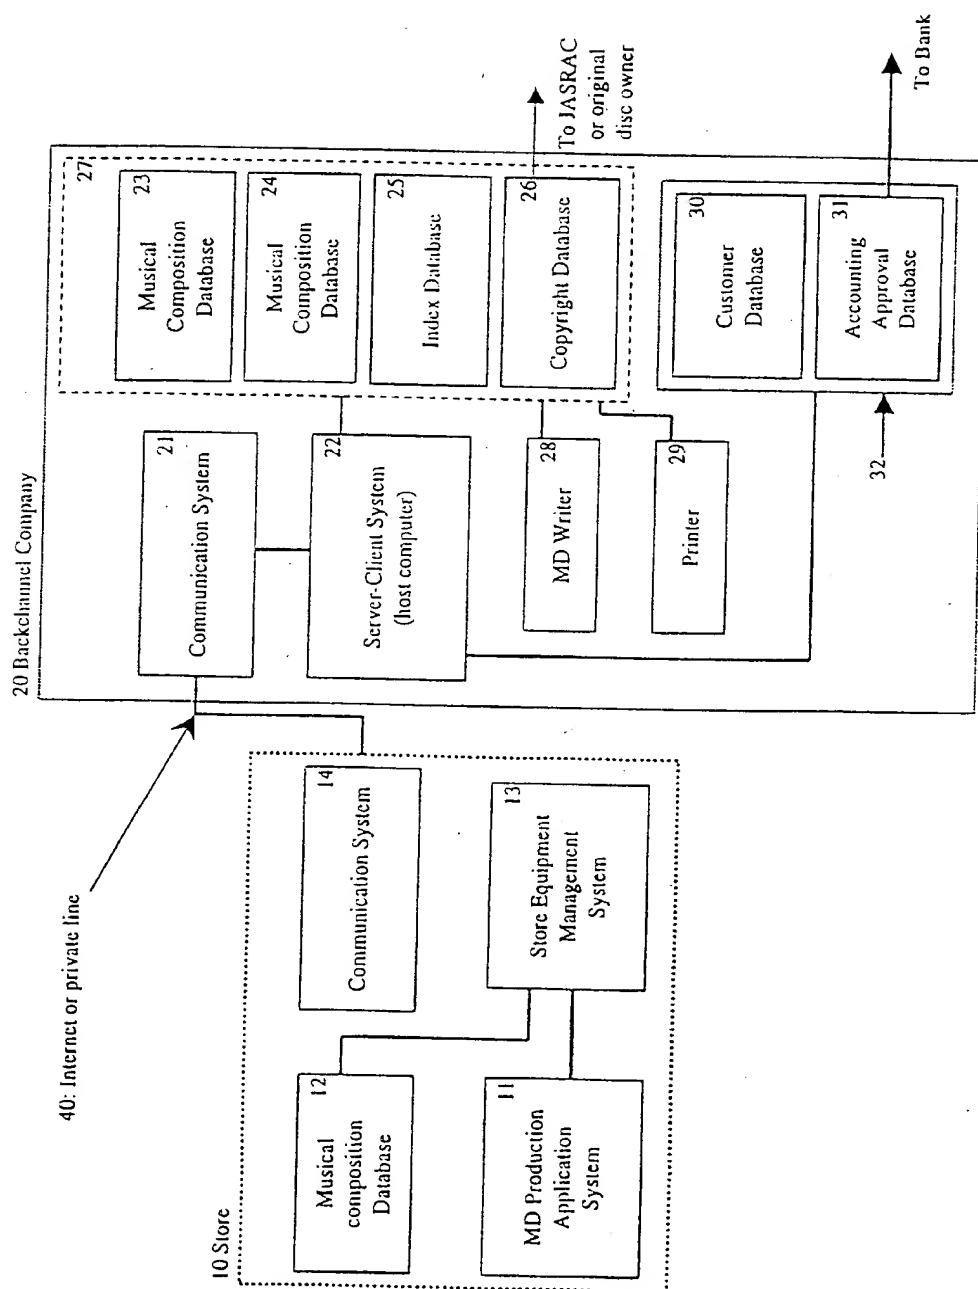 40: Internet or private line
10 Store
12
Musical
composition
Database
11
MD Production
Application
System
14
Communication System
13
Store Equipment
Management
System
20 Backchannel Company
21
Communication System
22
Server-Client System
(host computer)
28
MD Writer
29
Printer
27
23
Musical
Composition
Database
24
Musical
Composition
Database
25
Index Database
26
Copyright Database
30
Customer
Database
31
Accounting
Approval
Database
32
To JASRAC
or original
disc owner
To Bank